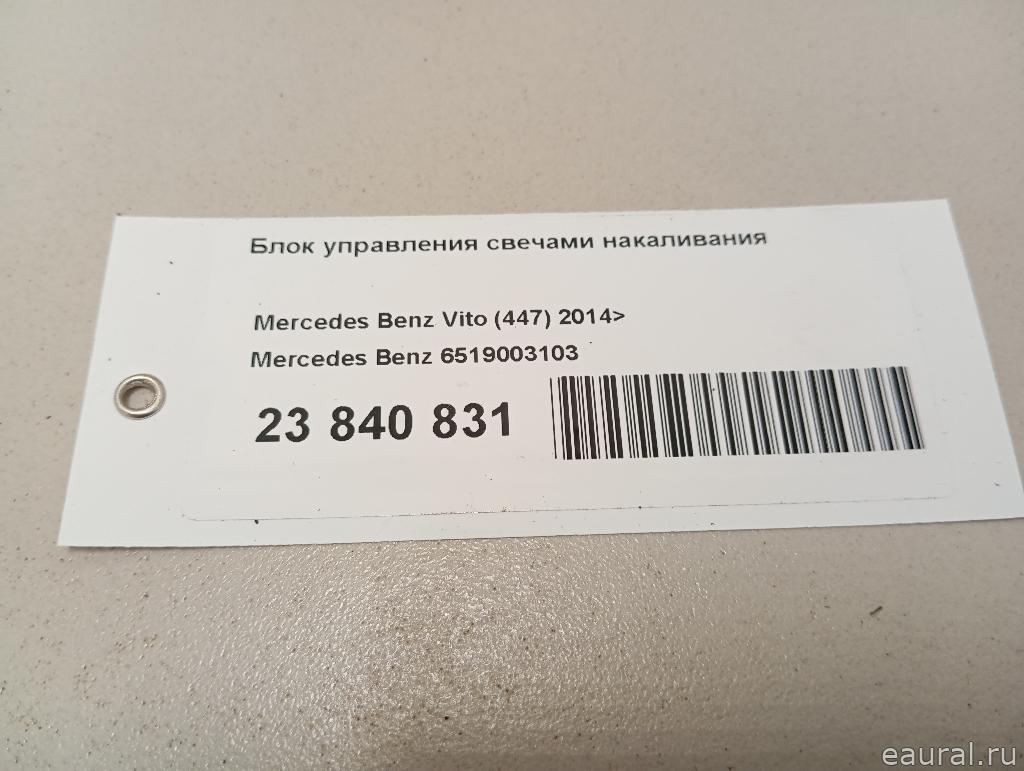 Блок управления свечами накаливания
Mercedes Benz Vito (447) 2014>
Mercedes Benz 6519003103
23 840 831
eaural.ru